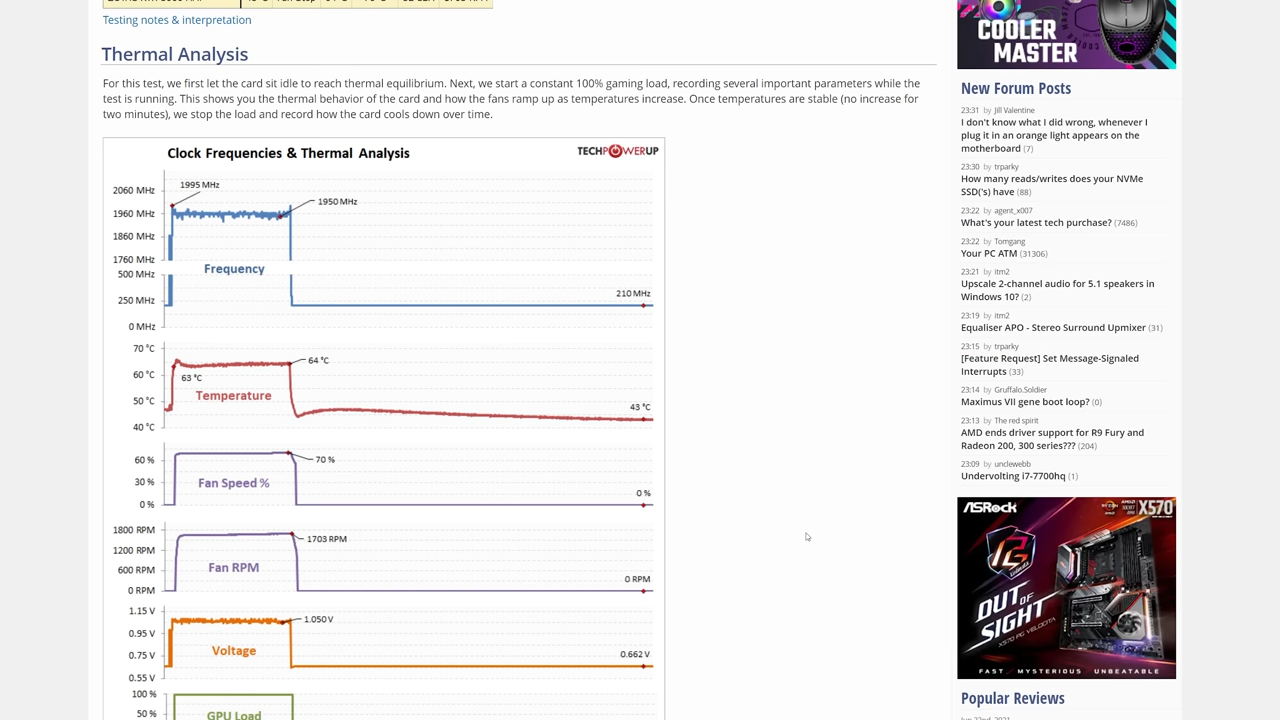 Testing notes & interpretation
Thermal Analysis
For this test, we first let the card sit idle to reach thermal equilibrium. Next, we start a constant 100% gaming load, recording several important parameters while the
test is running. This shows you the thermal behavior of the card and how the fans ramp up as temperatures increase. Once temperatures are stable (no increase for
two minutes), we stop the load and record how the card cools down over time.
Clock Frequencies & Thermal Analysis
TECHPOWERUP
1995 MHz
2060 MHz
1950 MHz
1960 MHz
1860 MHz
1760 MHz
Frequency
500 MHz
210 MHz
250 MHz
0 MHz
70 °C
64 °C
60 °C
63 °C
Temperature
50 °C
43 °C
40 °C
60 %
70 %
30 %
Fan Speed %
0 %
0 %
1800 RPM
1703 RPM
1200 RPM
600 RPM
Fan RPM
0 RPM
0 RPM
1.15 V
1.050 V
0.95 V
Voltage
0.75 V
0.662 V
0.55 V
100 %
50 %
GPU Load
COOLER
MASTER
New Forum Posts
23:31 by Jill Valentine
I don't know what I did wrong, whenever I
plug it in an orange light appears on the
motherboard (7)
23:30 by trparky
How many reads/writes does your NVMe
SSD('s) have (88)
23:22 by agent_x007
What's your latest tech purchase? (7486)
23:22 by Tomgang
Your PC ATM (31306)
23:21 by itm2
Upscale 2-channel audio for 5.1 speakers in
Windows 10? (2)
23:19 by itm2
Equaliser APO - Stereo Surround Upmixer (31)
23:15 by trparky
[Feature Request] Set Message-Signaled
Interrupts (33)
23:14 by Gruffalo.Soldier
Maximus VII gene boot loop? (0)
23:13 by The red spirit
AMD ends driver support for R9 Fury and
Radeon 200, 300 series??? (204)
23:09 by unclewebb
Undervolting i7-7700hq (1)
ASRock
X570
OUT OF
SIGHT
X570 PG VELOCITA
FAST. MYSTERIOUS. UNBEATABLE
Popular Reviews